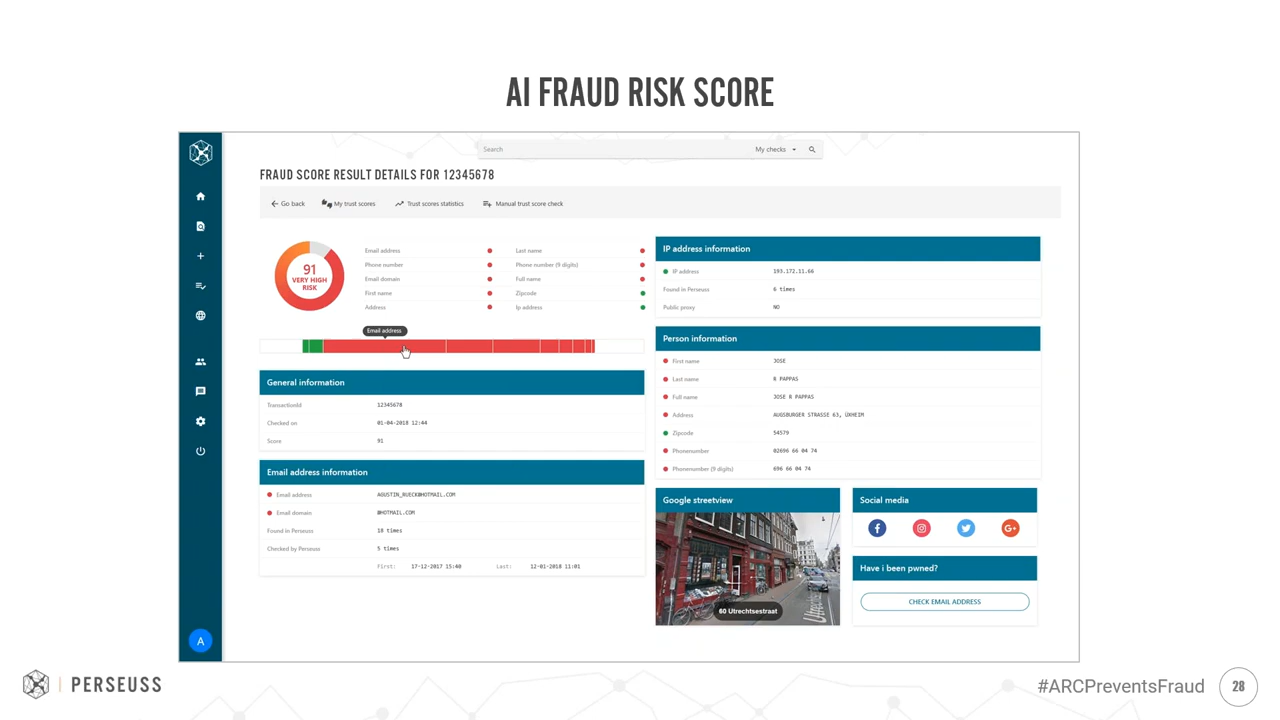 AI FRAUD RISK SCORE
Search
My checks
FRAUD SCORE RESULT DETAILS FOR 12345678
Go back
My trust scores
Trust scores statistics
Manual trust score check
91
VERY HIGH
RISK
Email address
Last name
Phone number
Phone number (9 digits)
Email domain
Full name
First name
Zipcode
Address
Ip address
Email address
General information
TransactionId 12345678
Checked on 01-04-2018 12:44
Score 91
Email address information
Email address AGUSTIN_RUECK@HOTMAIL.COM
Email domain @HOTMAIL.COM
Found in Perseuss 18 times
Checked by Perseuss 5 times
First: 17-12-2017 15:40 Last: 12-01-2018 11:01
IP address information
IP address 193.172.11.66
Found in Perseuss 6 times
Public proxy NO
Person information
First name JOSE
Last name R PAPPAS
Full name JOSE R PAPPAS
Address AUGSBURGER STRASSE 63, UXHEIM
Zipcode 54579
Phonenumber 02696 66 04 74
Phonenumber (9 digits) 696 66 04 74
Google streetview
60 Utrechtsestraat
Social media
Have i been pwned?
CHECK EMAIL ADDRESS
A
PERSEUSS
#ARCPreventsFraud
28